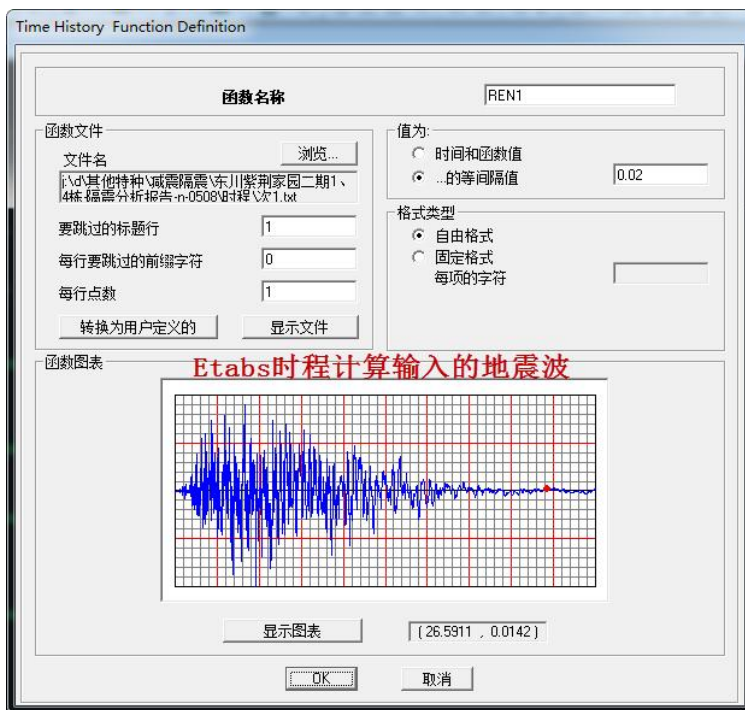 Time History Function Definition
函数名称
REN1
函数文件
文件名
浏览...
j:\d\其他特种\减震隔震\东川紫荆家园二期1、
4栋-隔震分析报告-n-0508\时程\次1.txt
要跳过的标题行
1
每行要跳过的前缀字符
0
每行点数
1
转换为用户定义的
显示文件
值为:
时间和函数值
...的等间隔值
0.02
格式类型
自由格式
固定格式
每项的字符
函数图表
Etabs时程计算输入的地震波
显示图表
( 26.5911 , 0.0142 )
OK
取消